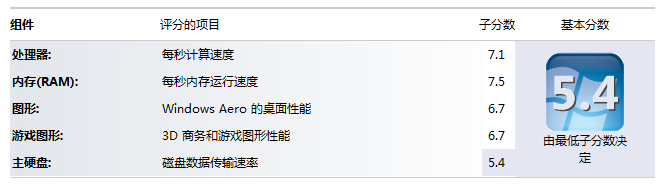 组件 评分的项目 子分数 基本分数
处理器: 每秒计算速度 7.1
内存(RAM): 每秒内存运行速度 7.5
图形: Windows Aero 的桌面性能 6.7
游戏图形: 3D 商务和游戏图形性能 6.7
主硬盘: 磁盘数据传输速率 5.4
5.4
由最低子分数决
定